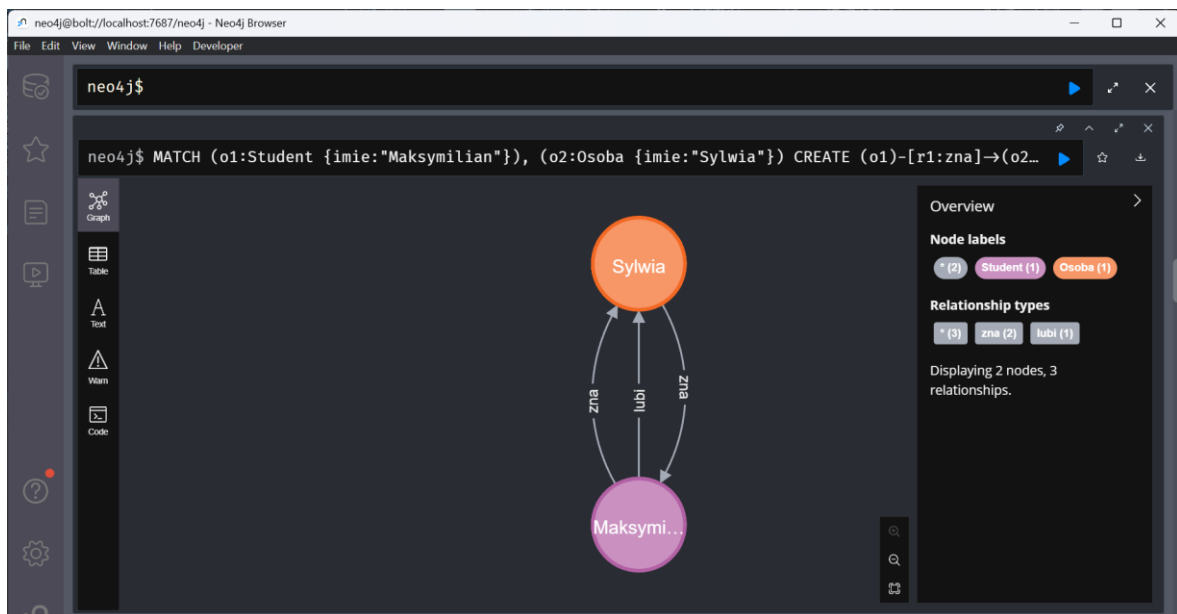 neo4j@bolt://localhost:7687/neo4j - Neo4j Browser
File Edit View Window Help Developer
neo4j$
neo4j$ MATCH (o1:Student {imie:"Maksymilian"}), (o2:Osoba {imie:"Sylwia"}) CREATE (o1)-[r1:zna]→(o2…
Graph
Table
Text
Warn
Code
Sylwia
zna
lubi
zna
Maksymi…
Overview
Node labels
* (2) Student (1) Osoba (1)
Relationship types
* (3) zna (2) lubi (1)
Displaying 2 nodes, 3
relationships.